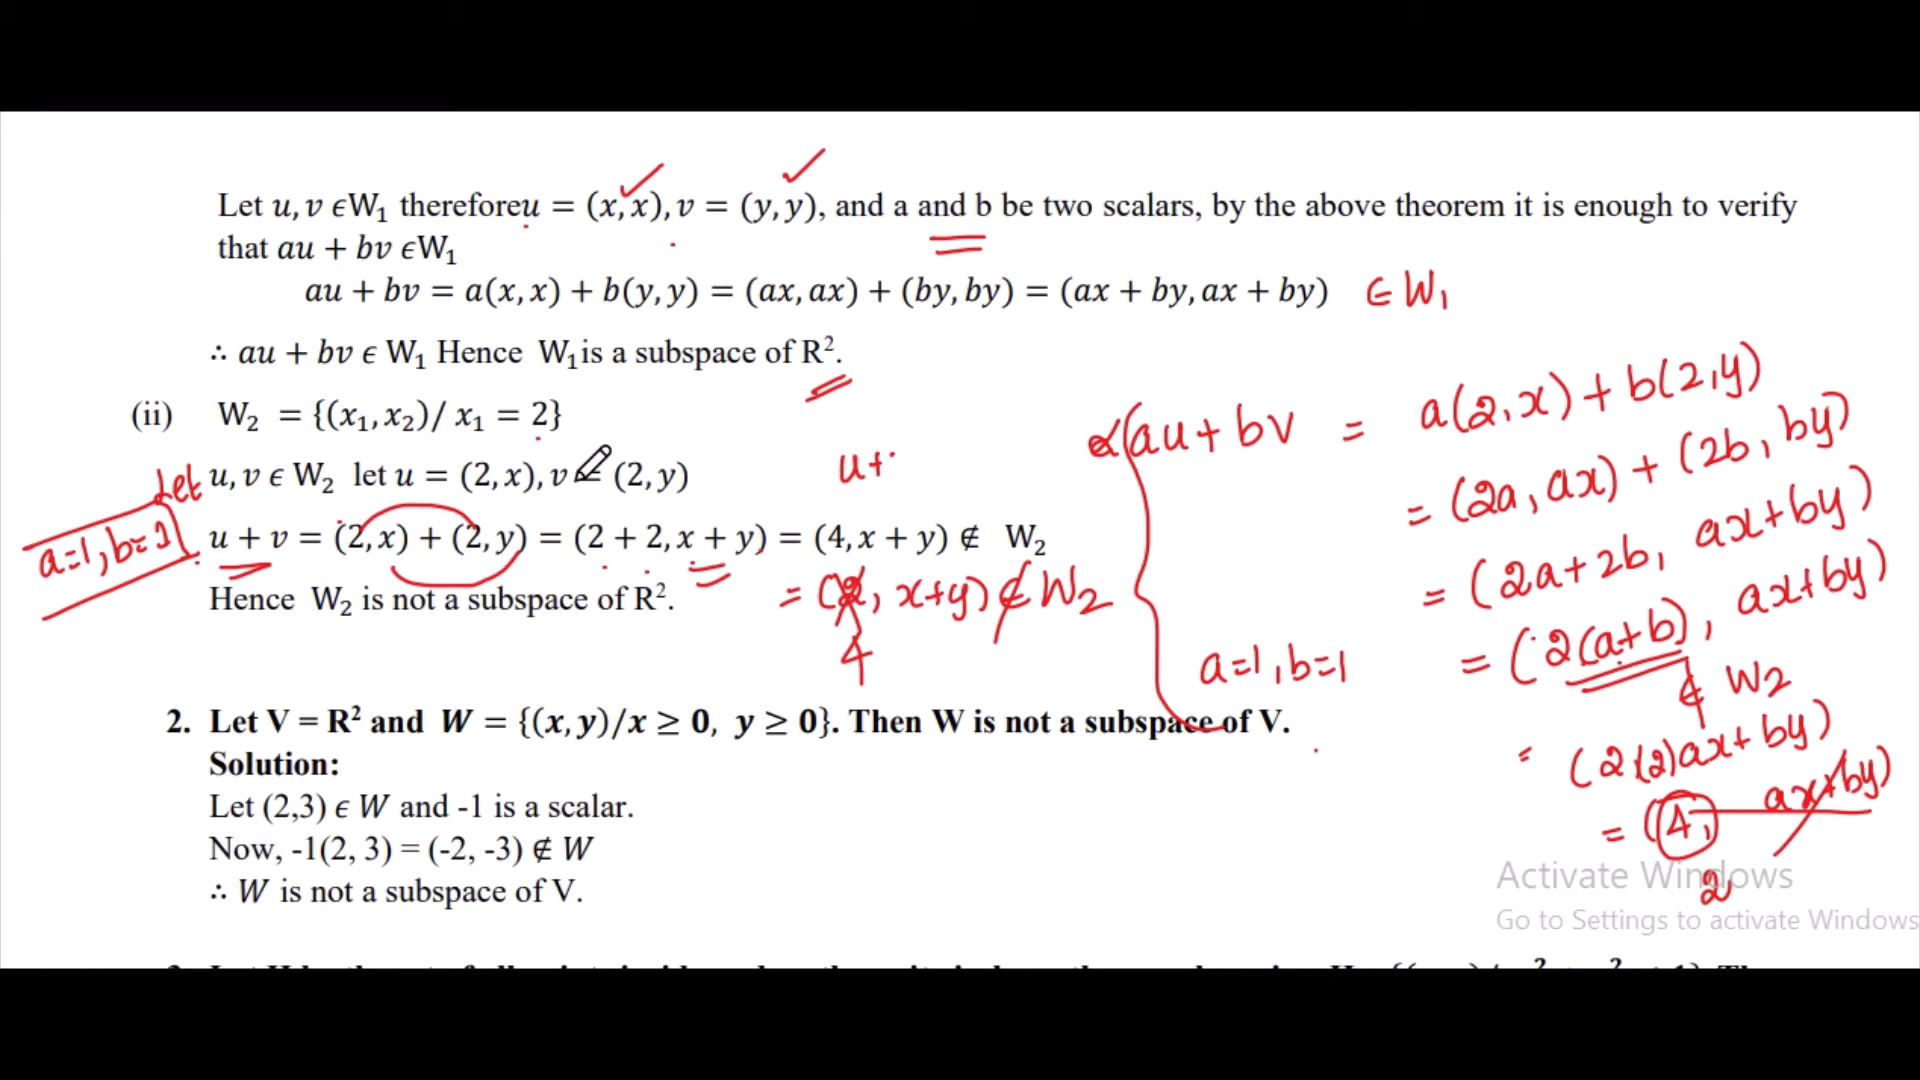 Let u, v ϵW₁ thereforeu = (x, x), v = (y, y), and a and b be two scalars, by the above theorem it is enough to verify
that au + bv ϵW₁
au + bv = a(x, x) + b(y, y) = (ax, ax) + (by, by) = (ax + by, ax + by) ∈ W₁
∴ au + bv ϵ W₁ Hence W₁is a subspace of R².
(ii) W₂ = {(x₁, x₂)/ x₁ = 2}
Let u, v ϵ W₂ let u = (2, x), v (2, y)
u+
a=1, b=1
u + v = (2, x) + (2, y) = (2 + 2, x + y) = (4, x + y) ∉ W₂
= (2, x+y) ∉ W₂
4
Hence W₂ is not a subspace of R².
au + bv = a(2, x) + b(2, y)
= (2a, ax) + (2b, by)
= (2a+2b, ax+by)
= (2(a+b), ax+by)
∉ W2
a=1, b=1
= (2(2) ax+by)
= (4, ax+by)
2
2. Let V = R² and W = {(x, y)/x ≥ 0, y ≥ 0}. Then W is not a subspace of V.
Solution:
Let (2,3) ϵ W and -1 is a scalar.
Now, -1(2, 3) = (-2, -3) ∉ W
∴ W is not a subspace of V.
Activate Windows
Go to Settings to activate Windows